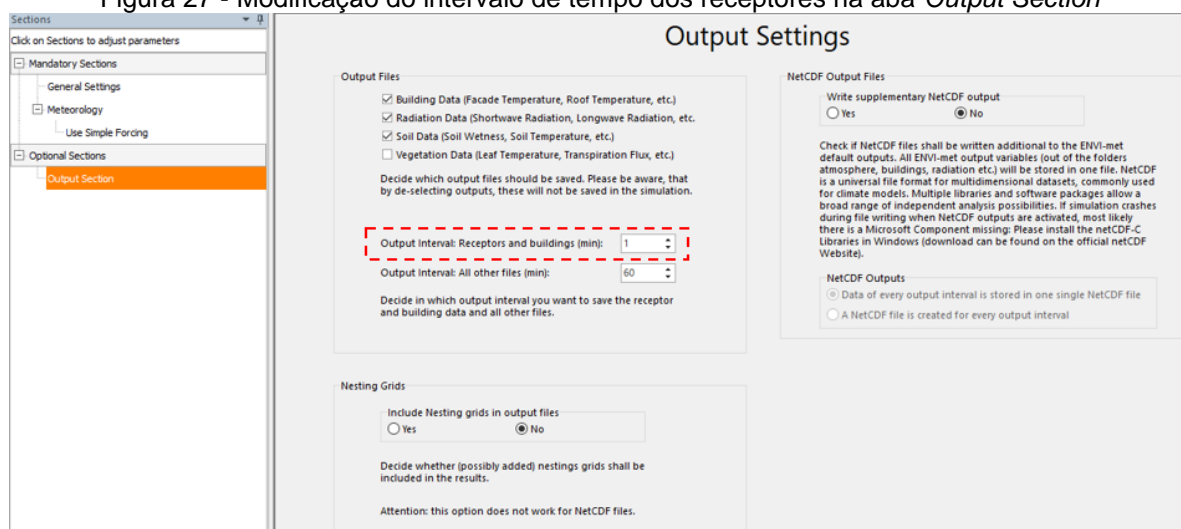 Figura 27 - Modificação do intervalo de tempo dos receptores na aba Output Section
Sections
Click on Sections to adjust parameters
Mandatory Sections
General Settings
Meteorology
Use Simple Forcing
Optional Sections
Output Section
Output Settings
Output Files
Building Data (Facade Temperature, Roof Temperature, etc.)
Radiation Data (Shortwave Radiation, Longwave Radiation, etc.
Soil Data (Soil Wetness, Soil Temperature, etc.)
Vegetation Data (Leaf Temperature, Transpiration Flux, etc.)
Decide which output files should be saved. Please be aware, that
by de-selecting outputs, these will not be saved in the simulation.
Output Interval: Receptors and buildings (min): 1
Output Interval: All other files (min): 60
Decide in which output interval you want to save the receptor
and building data and all other files.
Nesting Grids
Include Nesting grids in output files
Yes No
Decide whether (possibly added) nestings grids shall be
included in the results.
Attention: this option does not work for NetCDF files.
NetCDF Output Files
Write supplementary NetCDF output
Yes No
Check if NetCDF files shall be written additional to the ENVI-met
default outputs. All ENVI-met output variables (out of the folders
atmosphere, buildings, radiation etc.) will be stored in one file. NetCDF
is a universal file format for multidimensional datasets, commonly used
for climate models. Multiple libraries and software packages allow a
broad range of independent analysis possibilities. If simulation crashes
during file writing when NetCDF outputs are activated, most likely
there is a Microsoft Component missing: Please install the netCDF-C
Libraries in Windows (download can be found on the official netCDF
Website).
NetCDF Outputs
Data of every output interval is stored in one single NetCDF file
A NetCDF file is created for every output interval